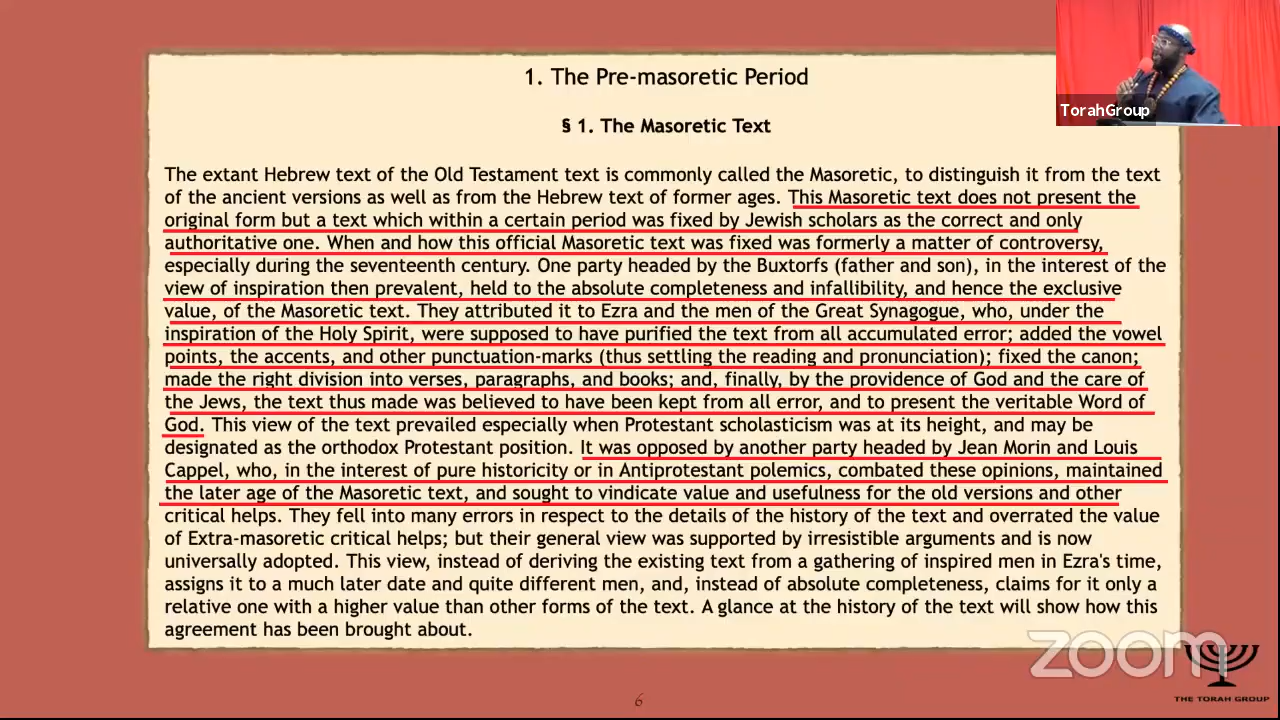 1. The Pre-masoretic Period
§ 1. The Masoretic Text
The extant Hebrew text of the Old Testament text is commonly called the Masoretic, to distinguish it from the text
of the ancient versions as well as from the Hebrew text of former ages. This Masoretic text does not present the
original form but a text which within a certain period was fixed by Jewish scholars as the correct and only
authoritative one. When and how this official Masoretic text was fixed was formerly a matter of controversy,
especially during the seventeenth century. One party headed by the Buxtorfs (father and son), in the interest of the
view of inspiration then prevalent, held to the absolute completeness and infallibility, and hence the exclusive
value, of the Masoretic text. They attributed it to Ezra and the men of the Great Synagogue, who, under the
inspiration of the Holy Spirit, were supposed to have purified the text from all accumulated error; added the vowel
points, the accents, and other punctuation-marks (thus settling the reading and pronunciation); fixed the canon;
made the right division into verses, paragraphs, and books; and, finally, by the providence of God and the care of
the Jews, the text thus made was believed to have been kept from all error, and to present the veritable Word of
God. This view of the text prevailed especially when Protestant scholasticism was at its height, and may be
designated as the orthodox Protestant position. It was opposed by another party headed by Jean Morin and Louis
Cappel, who, in the interest of pure historicity or in Antiprotestant polemics, combated these opinions, maintained
the later age of the Masoretic text, and sought to vindicate value and usefulness for the old versions and other
critical helps. They fell into many errors in respect to the details of the history of the text and overrated the value
of Extra-masoretic critical helps; but their general view was supported by irresistible arguments and is now
universally adopted. This view, instead of deriving the existing text from a gathering of inspired men in Ezra's time,
assigns it to a much later date and quite different men, and, instead of absolute completeness, claims for it only a
relative one with a higher value than other forms of the text. A glance at the history of the text will show how this
agreement has been brought about.
TorahGroup
zoom
THE TORAH GROUP
6